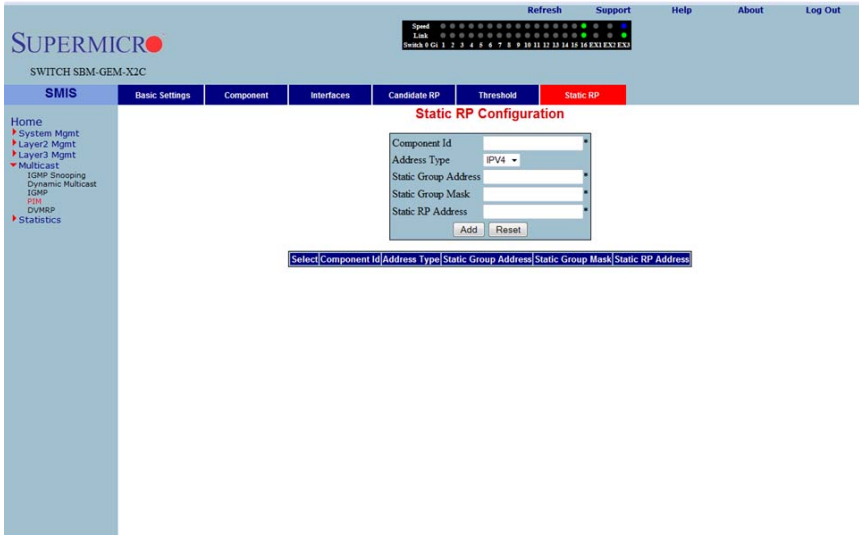 Refresh Support Help About Log Out
SUPERMICRO
SWITCH SBM-GEM-X2C
Speed
Link
Switch 0 Gi 1 2 3 4 5 6 7 8 9 10 11 12 13 14 15 16 EX1 EX2 EX3
SMIS Basic Settings Component Interfaces Candidate RP Threshold Static RP
Home
System Mgmt
Layer2 Mgmt
Layer3 Mgmt
Multicast
IGMP Snooping
Dynamic Multicast
IGMP
PIM
DVMRP
Statistics
Static RP Configuration
Component Id *
Address Type IPV4
Static Group Address *
Static Group Mask *
Static RP Address *
Add Reset
Select Component Id Address Type Static Group Address Static Group Mask Static RP Address